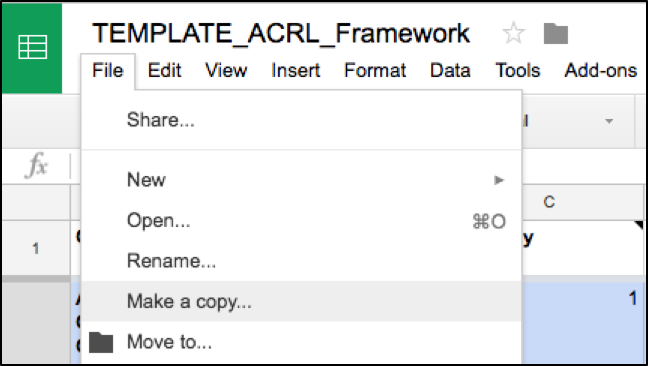 TEMPLATE_ACRL_Framework
File Edit View Insert Format Data Tools Add-ons
Share...
fx
New
C
Open... ⌘O
1
Rename...
Make a copy... 1
Move to...